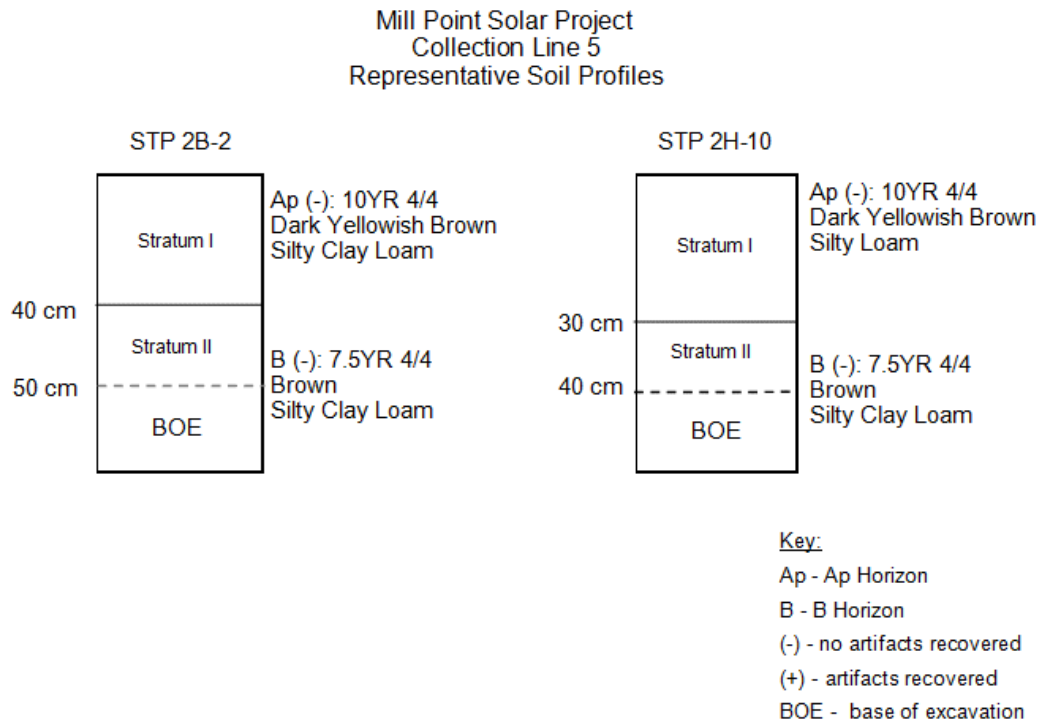 Mill Point Solar Project
Collection Line 5
Representative Soil Profiles
STP 2B-2
Stratum I
Ap (-): 10YR 4/4
Dark Yellowish Brown
Silty Clay Loam
40 cm
Stratum II
B (-): 7.5YR 4/4
Brown
Silty Clay Loam
50 cm
BOE
STP 2H-10
Stratum I
Ap (-): 10YR 4/4
Dark Yellowish Brown
Silty Loam
30 cm
Stratum II
B (-): 7.5YR 4/4
Brown
Silty Clay Loam
40 cm
BOE
Key:
Ap - Ap Horizon
B - B Horizon
(-) - no artifacts recovered
(+) - artifacts recovered
BOE - base of excavation